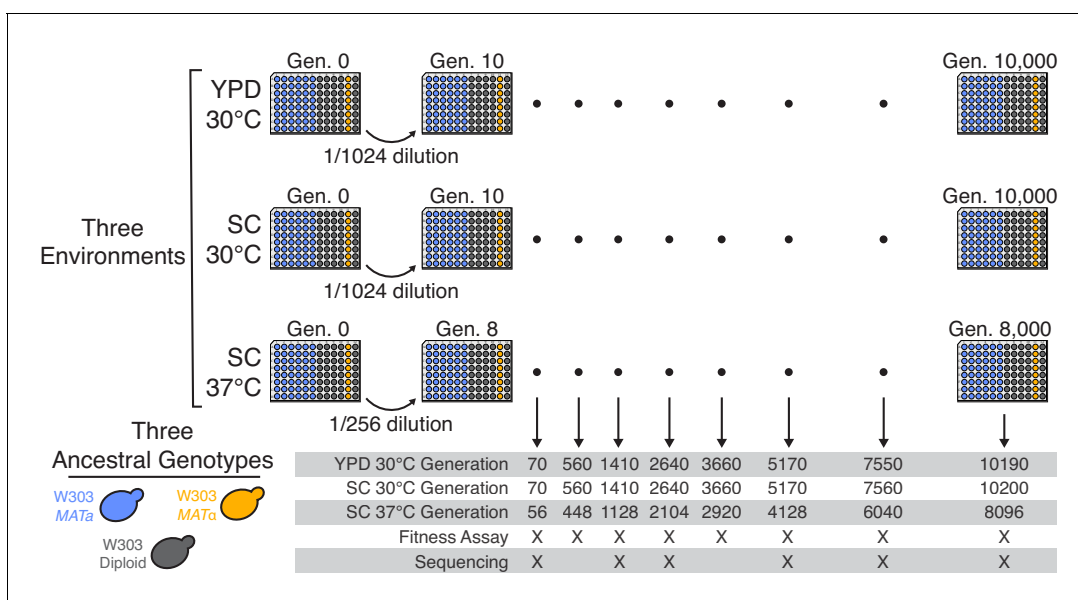 Gen. 0 Gen. 10 Gen. 10,000
YPD
30°C
1/1024 dilution
Gen. 0 Gen. 10 Gen. 10,000
SC
30°C
1/1024 dilution
Three
Environments
Gen. 0 Gen. 8 Gen. 8,000
SC
37°C
1/256 dilution
Three
Ancestral Genotypes
W303
MATa
W303
MATα
W303
Diploid
YPD 30°C Generation 70 560 1410 2640 3660 5170 7550 10190
SC 30°C Generation 70 560 1410 2640 3660 5170 7560 10200
SC 37°C Generation 56 448 1128 2104 2920 4128 6040 8096
Fitness Assay X X X X X X X X
Sequencing X X X X X X